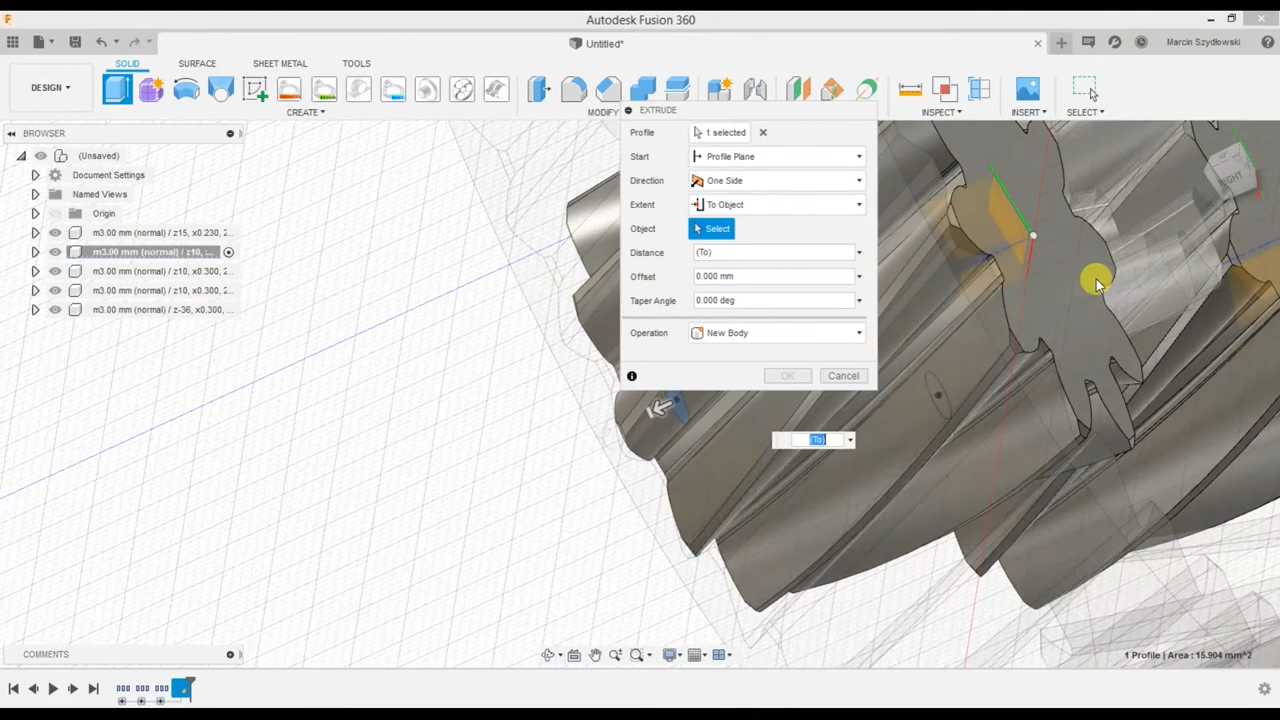 Autodesk Fusion 360
Untitled*
Marcin Szydłowski
SOLID SURFACE SHEET METAL TOOLS
DESIGN
CREATE MODIFY INSPECT INSERT SELECT
BROWSER
(Unsaved)
Document Settings
Named Views
Origin
m3.00 mm (normal) / z15, x0.230, 2...
m3.00 mm (normal) / z10, ...
m3.00 mm (normal) / z10, x0.300, 2...
m3.00 mm (normal) / z10, x0.300, 2...
m3.00 mm (normal) / z-36, x0.300, ...
EXTRUDE
Profile 1 selected
Start Profile Plane
Direction One Side
Extent To Object
Object Select
Distance (To)
Offset 0.000 mm
Taper Angle 0.000 deg
Operation New Body
OK Cancel
(To)
RIGHT
COMMENTS
1 Profile | Area : 15.904 mm^2